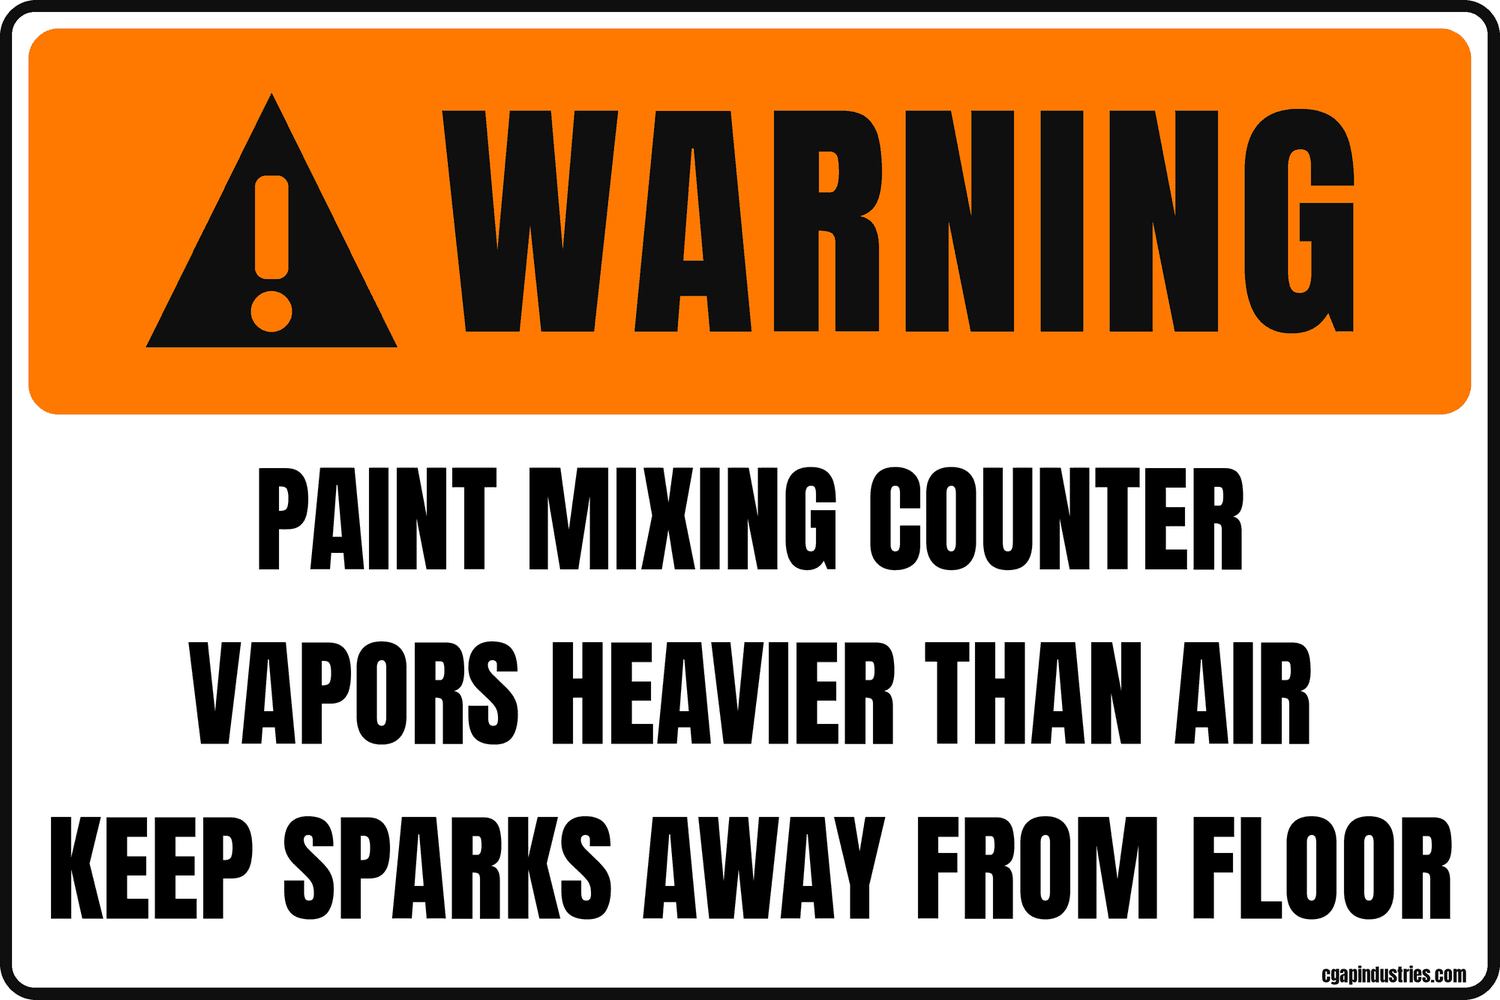 WARNING
PAINT MIXING COUNTER
VAPORS HEAVIER THAN AIR
KEEP SPARKS AWAY FROM FLOOR
cgapindustries.com